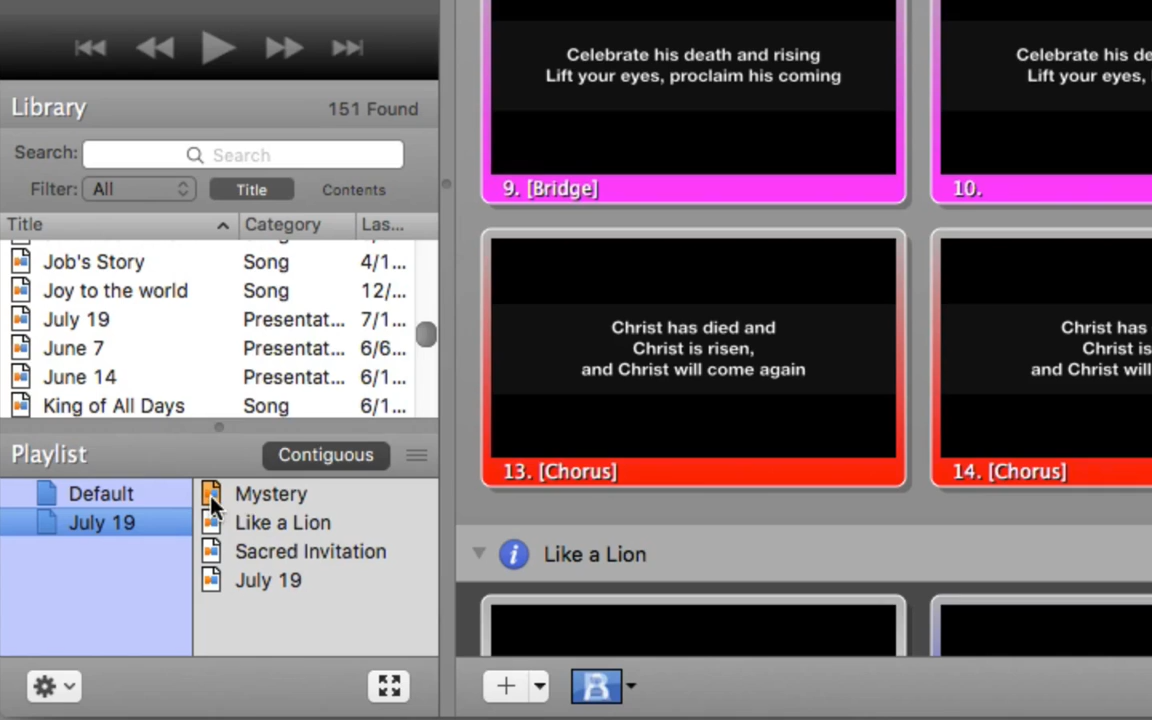 Library
151 Found
Search:
Search
Filter:
All
Title
Contents
Title
Category
Las...
Job's Story
Song
4/1...
Joy to the world
Song
12/...
July 19
Presentat...
7/1...
June 7
Presentat...
6/6...
June 14
Presentat...
6/1...
King of All Days
Song
6/1...
Playlist
Contiguous
Default
July 19
Mystery
Like a Lion
Sacred Invitation
July 19
Celebrate his death and rising
Lift your eyes, proclaim his coming
9. [Bridge]
Celebrate his de
Lift your eyes,
10.
Christ has died and
Christ is risen,
and Christ will come again
13. [Chorus]
Christ has
Christ is
and Christ will
14. [Chorus]
Like a Lion
B